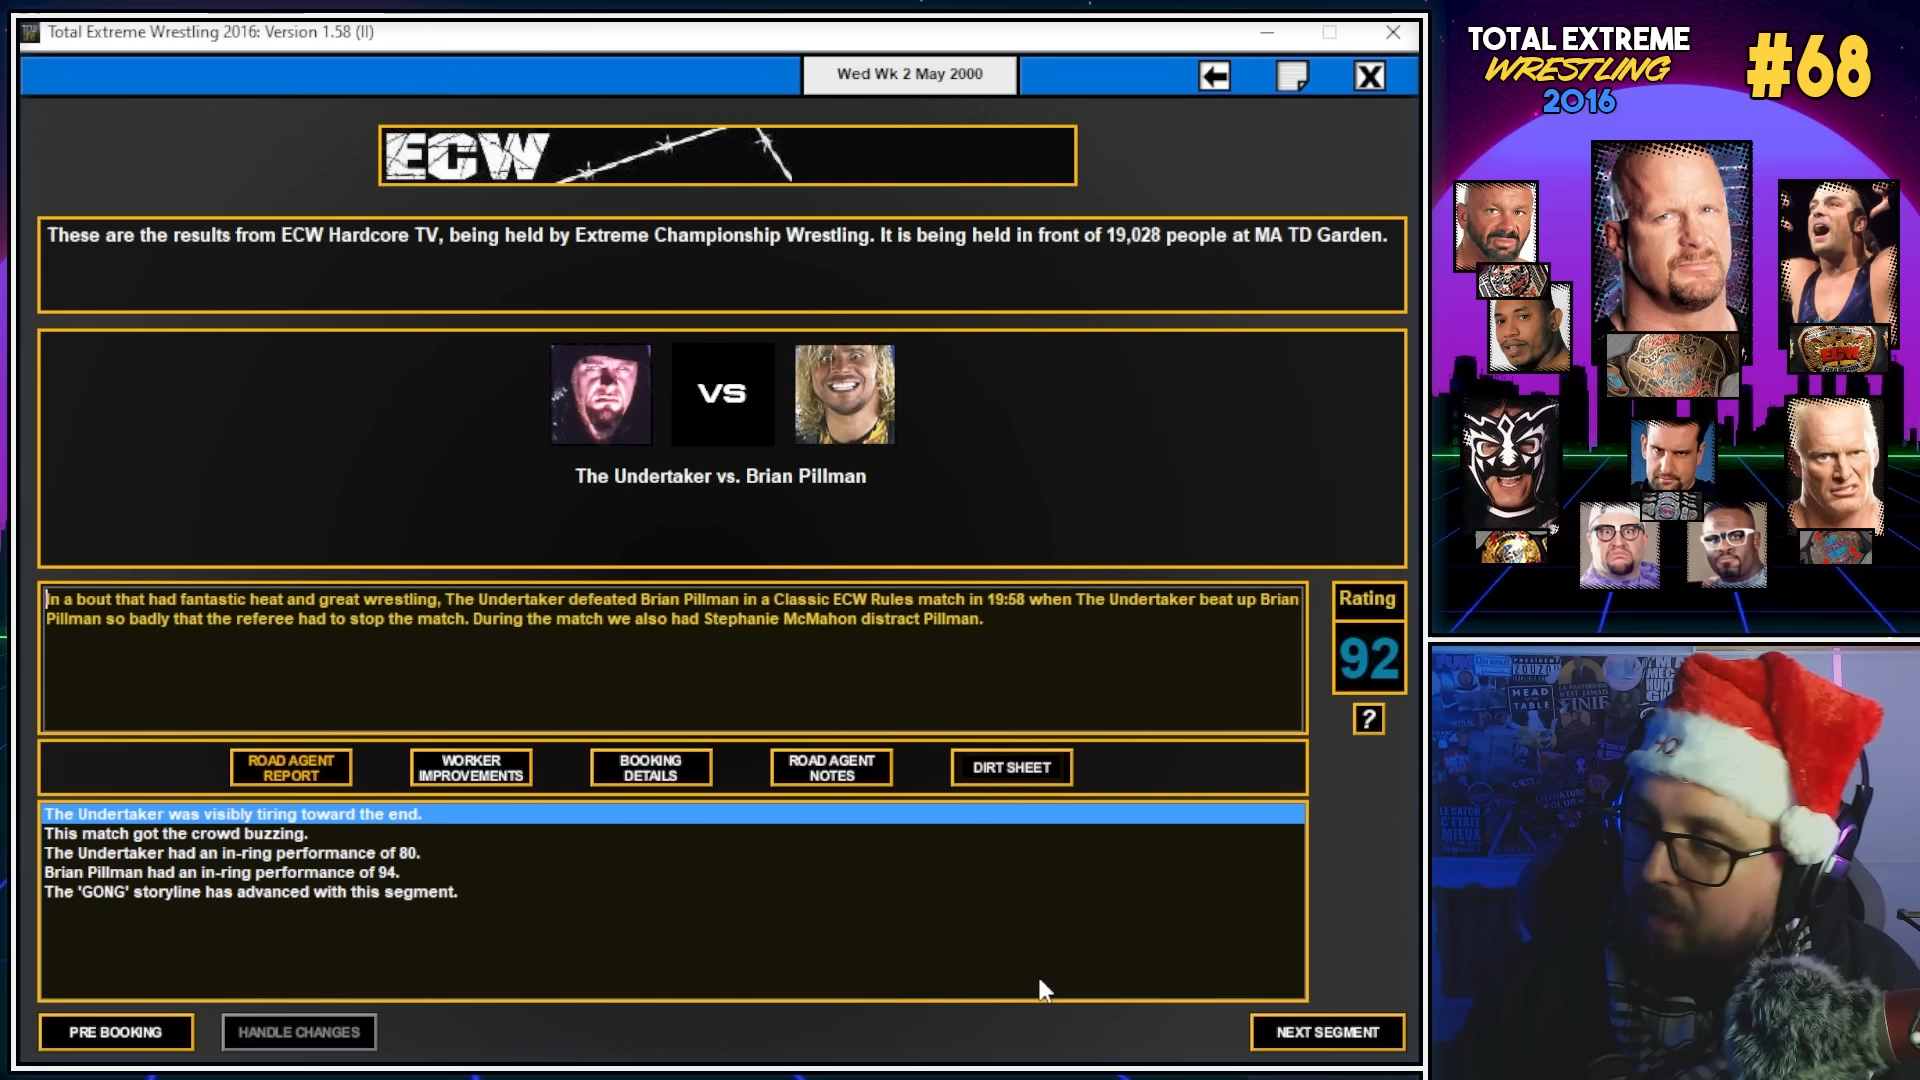 Total Extreme Wrestling 2016: Version 1.58 (II)
Wed Wk 2 May 2000
ECW
These are the results from ECW Hardcore TV, being held by Extreme Championship Wrestling. It is being held in front of 19,028 people at MA TD Garden.
VS
The Undertaker vs. Brian Pillman
In a bout that had fantastic heat and great wrestling, The Undertaker defeated Brian Pillman in a Classic ECW Rules match in 19:58 when The Undertaker beat up Brian
Pillman so badly that the referee had to stop the match. During the match we also had Stephanie McMahon distract Pillman.
Rating
92
?
ROAD AGENT
REPORT
WORKER
IMPROVEMENTS
BOOKING
DETAILS
ROAD AGENT
NOTES
DIRT SHEET
The Undertaker was visibly tiring toward the end.
This match got the crowd buzzing.
The Undertaker had an in-ring performance of 80.
Brian Pillman had an in-ring performance of 94.
The 'GONG' storyline has advanced with this segment.
PRE BOOKING
HANDLE CHANGES
NEXT SEGMENT
TOTAL EXTREME
WRESTLING
2016
#68
ECW
HEAD
TABLE